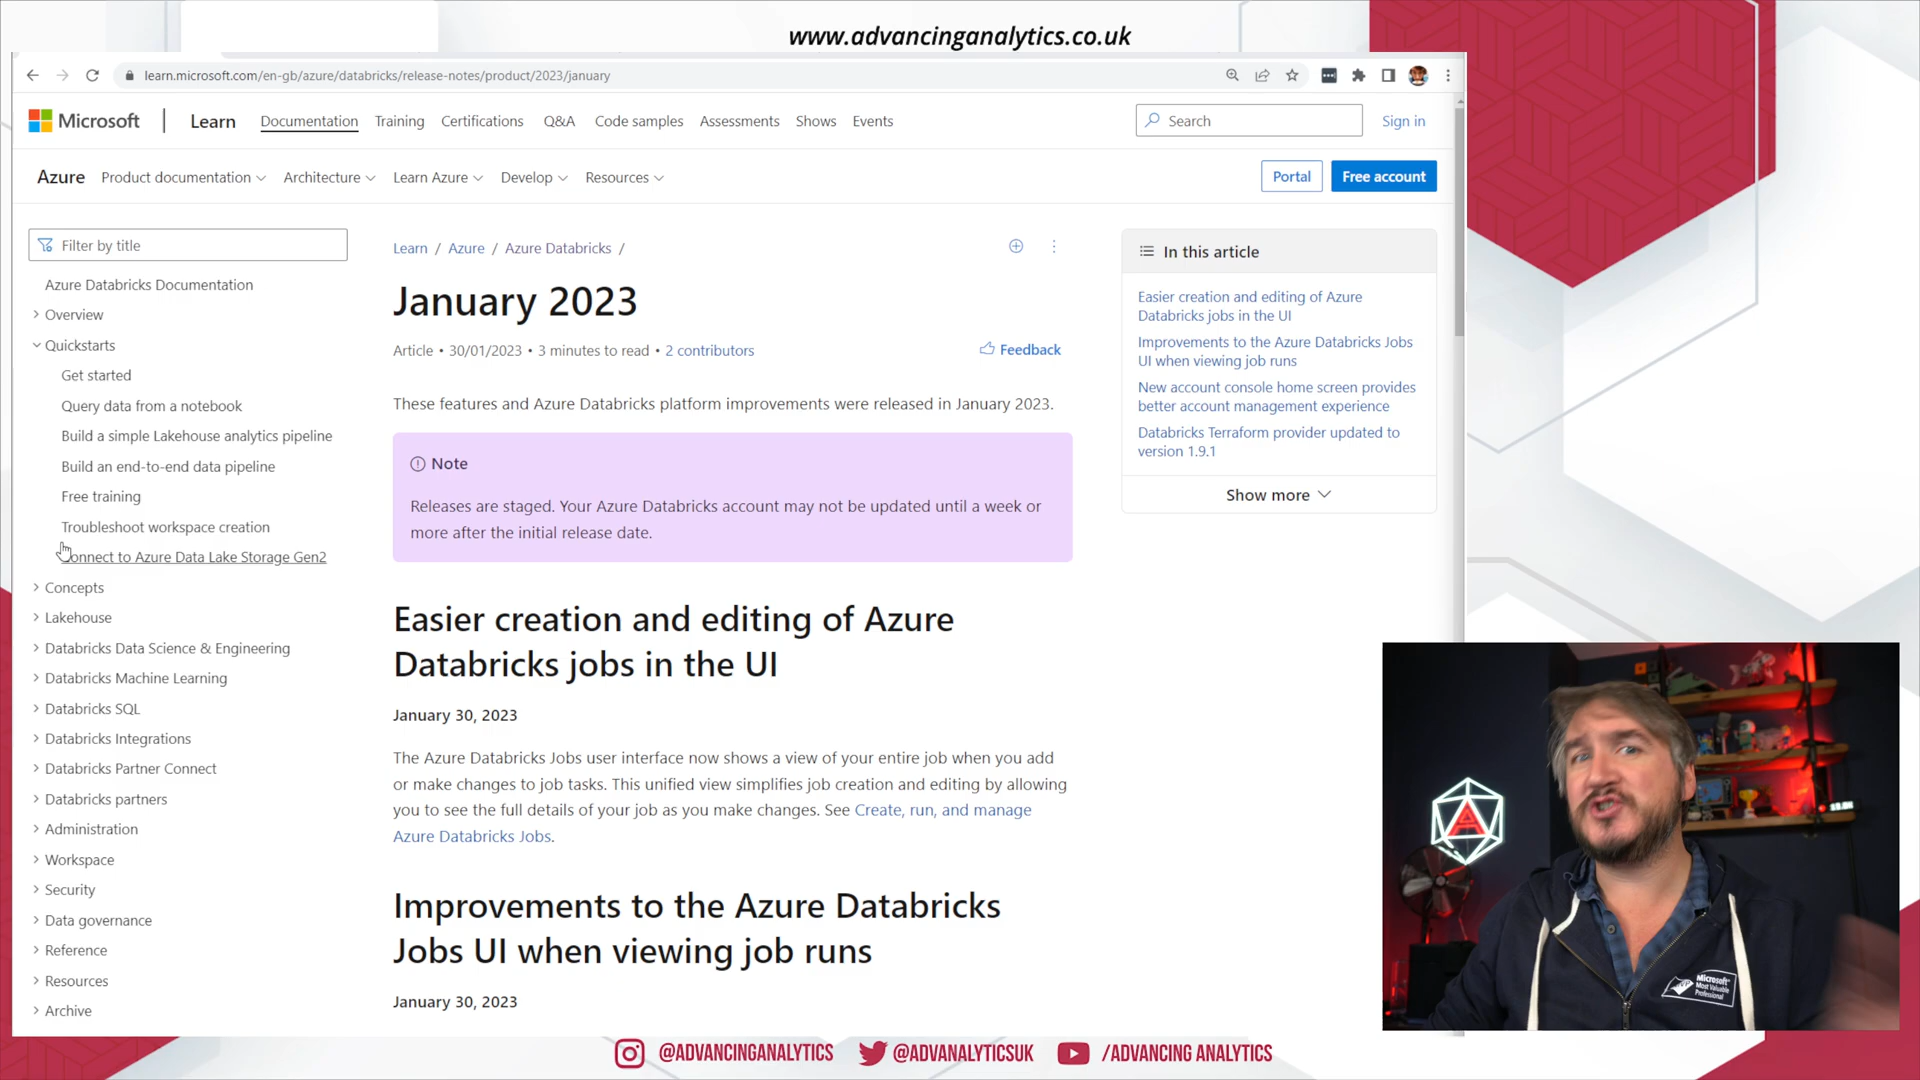 www.advancinganalytics.co.uk
learn.microsoft.com/en-gb/azure/databricks/release-notes/product/2023/january
Microsoft | Learn Documentation Training Certifications Q&A Code samples Assessments Shows Events Search Sign in
Azure Product documentation Architecture Learn Azure Develop Resources Portal Free account
Filter by title
Azure Databricks Documentation
Overview
Quickstarts
Get started
Query data from a notebook
Build a simple Lakehouse analytics pipeline
Build an end-to-end data pipeline
Free training
Troubleshoot workspace creation
Connect to Azure Data Lake Storage Gen2
Concepts
Lakehouse
Databricks Data Science & Engineering
Databricks Machine Learning
Databricks SQL
Databricks Integrations
Databricks Partner Connect
Databricks partners
Administration
Workspace
Security
Data governance
Reference
Resources
Archive
Learn / Azure / Azure Databricks /
January 2023
Article • 30/01/2023 • 3 minutes to read • 2 contributors
Feedback
These features and Azure Databricks platform improvements were released in January 2023.
Note
Releases are staged. Your Azure Databricks account may not be updated until a week or
more after the initial release date.
Easier creation and editing of Azure
Databricks jobs in the UI
January 30, 2023
The Azure Databricks Jobs user interface now shows a view of your entire job when you add
or make changes to job tasks. This unified view simplifies job creation and editing by allowing
you to see the full details of your job as you make changes. See Create, run, and manage
Azure Databricks Jobs.
Improvements to the Azure Databricks
Jobs UI when viewing job runs
January 30, 2023
In this article
Easier creation and editing of Azure
Databricks jobs in the UI
Improvements to the Azure Databricks Jobs
UI when viewing job runs
New account console home screen provides
better account management experience
Databricks Terraform provider updated to
version 1.9.1
Show more
Microsoft
Most Valuable
Professional
@ADVANCINGANALYTICS @ADVANALYTICSUK /ADVANCING ANALYTICS